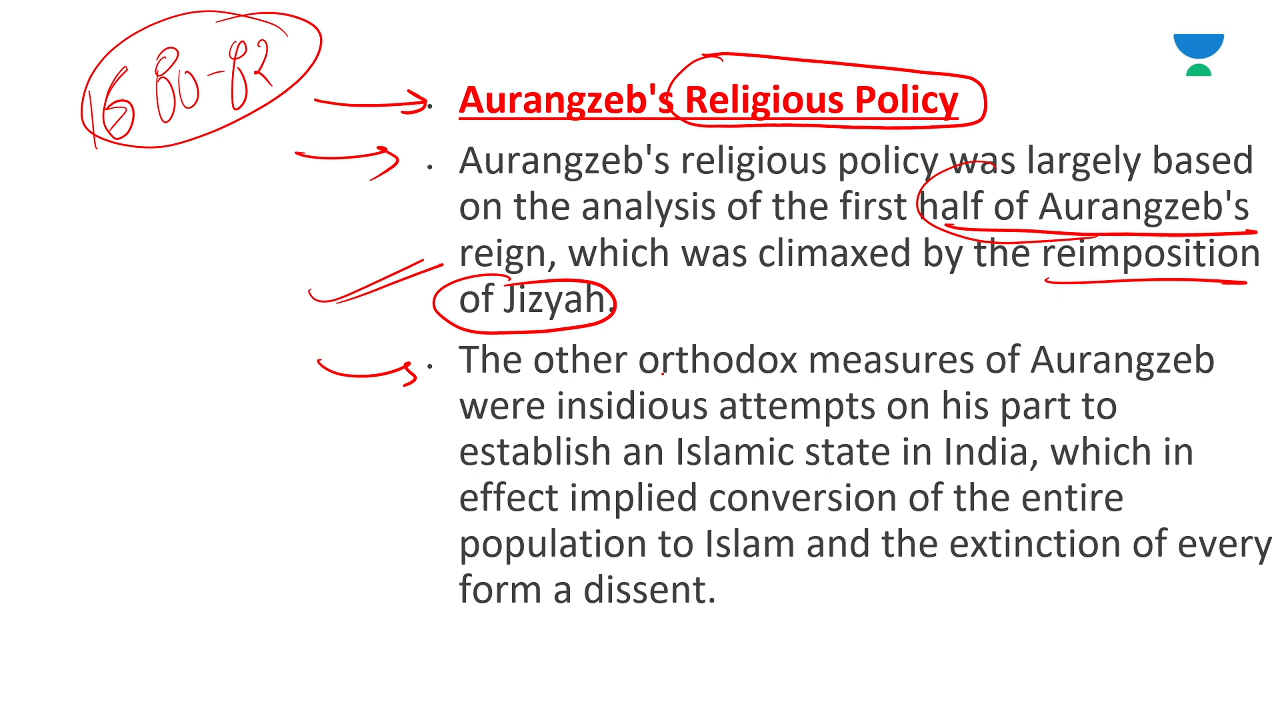 1680-82
Aurangzeb's Religious Policy
Aurangzeb's religious policy was largely based
on the analysis of the first half of Aurangzeb's
reign, which was climaxed by the reimposition
of Jizyah.
The other orthodox measures of Aurangzeb
were insidious attempts on his part to
establish an Islamic state in India, which in
effect implied conversion of the entire
population to Islam and the extinction of every
form a dissent.